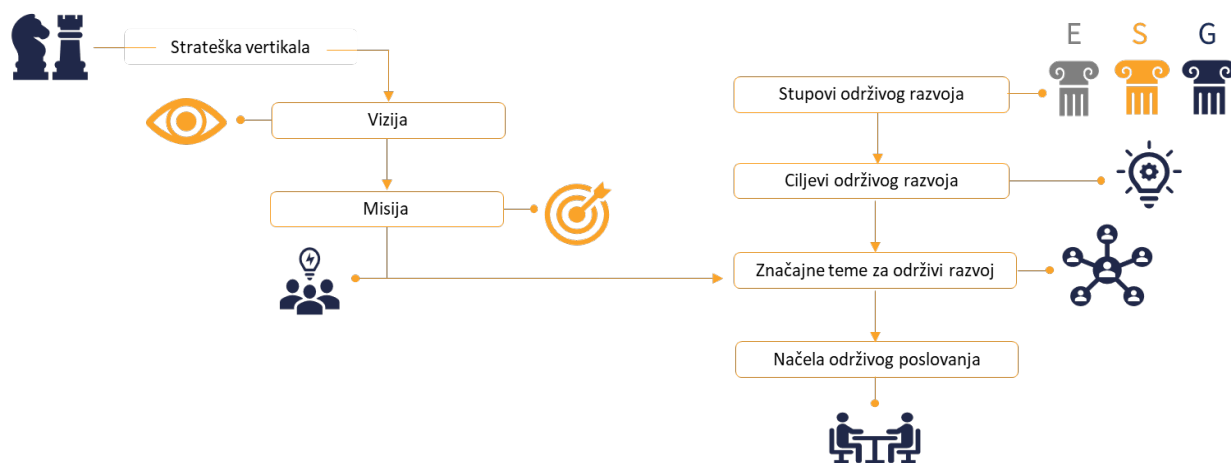 Strateška vertikala
Vizija
Misija
E S G
Stupovi održivog razvoja
Ciljevi održivog razvoja
Značajne teme za održivi razvoj
Načela održivog poslovanja